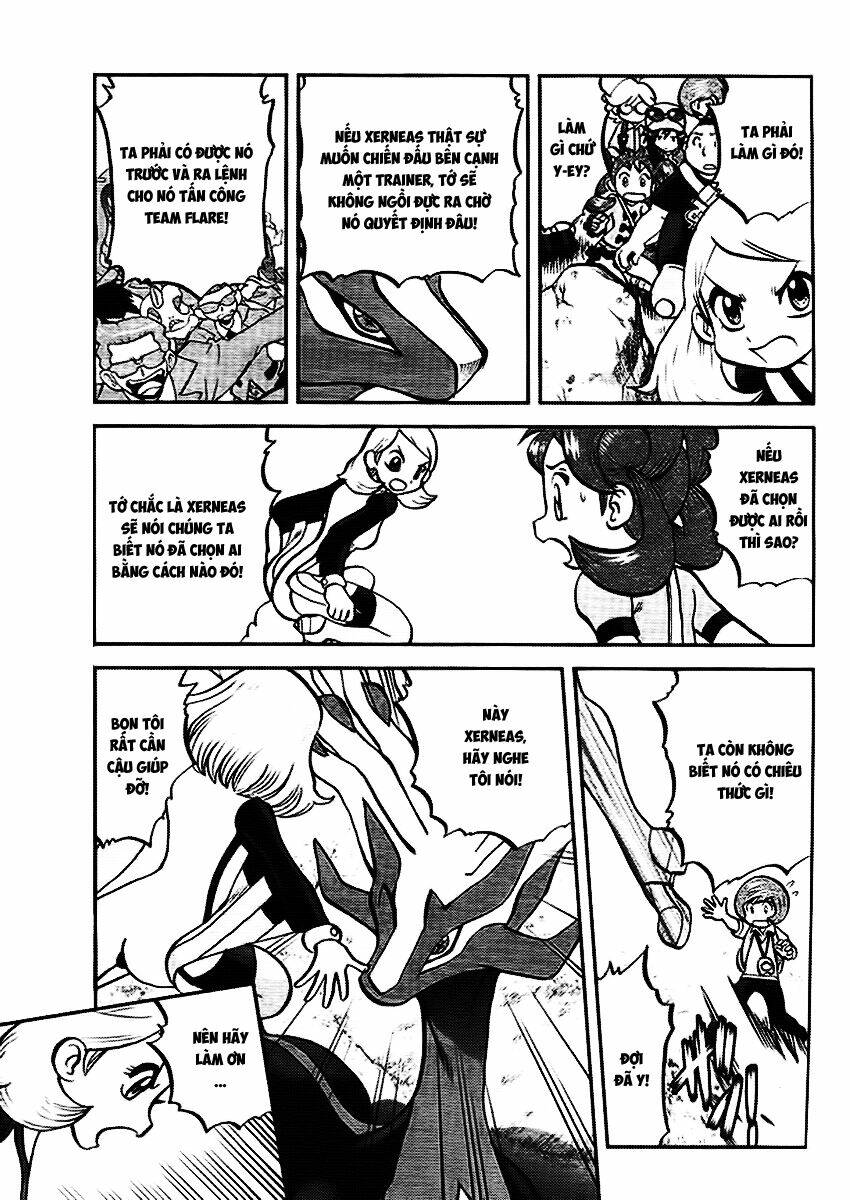 TA PHẢI
LÀM GÌ ĐÓ!
LÀM
GÌ CHỨ
Y-EY?
NẾU XERNEAS THẬT SỰ
MUỐN CHIẾN ĐẤU BÊN CẠNH
MỘT TRAINER, TỚ SẼ
KHÔNG NGỒI ĐỰC RA CHỜ
NÓ QUYẾT ĐỊNH ĐÂU!
TA PHẢI CÓ ĐƯỢC NÓ
TRƯỚC VÀ RA LỆNH
CHO NÓ TẤN CÔNG
TEAM FLARE!
NẾU
XERNEAS
ĐÃ CHỌN
ĐƯỢC AI RỒI
THÌ SAO?
TỚ CHẮC LÀ XERNEAS
SẼ NÓI CHÚNG TA
BIẾT NÓ ĐÃ CHỌN AI
BẰNG CÁCH NÀO ĐÓ!
TA CÒN KHÔNG
BIẾT NÓ CÓ CHIÊU
THỨC GÌ!
ĐỢI
ĐÃ Y!
NÀY
XERNEAS,
HÃY NGHE
TÔI NÓI!
BỌN TÔI
RẤT CẦN
CẬU GIÚP
ĐỠ!
NÊN HÃY
LÀM ƠN
...